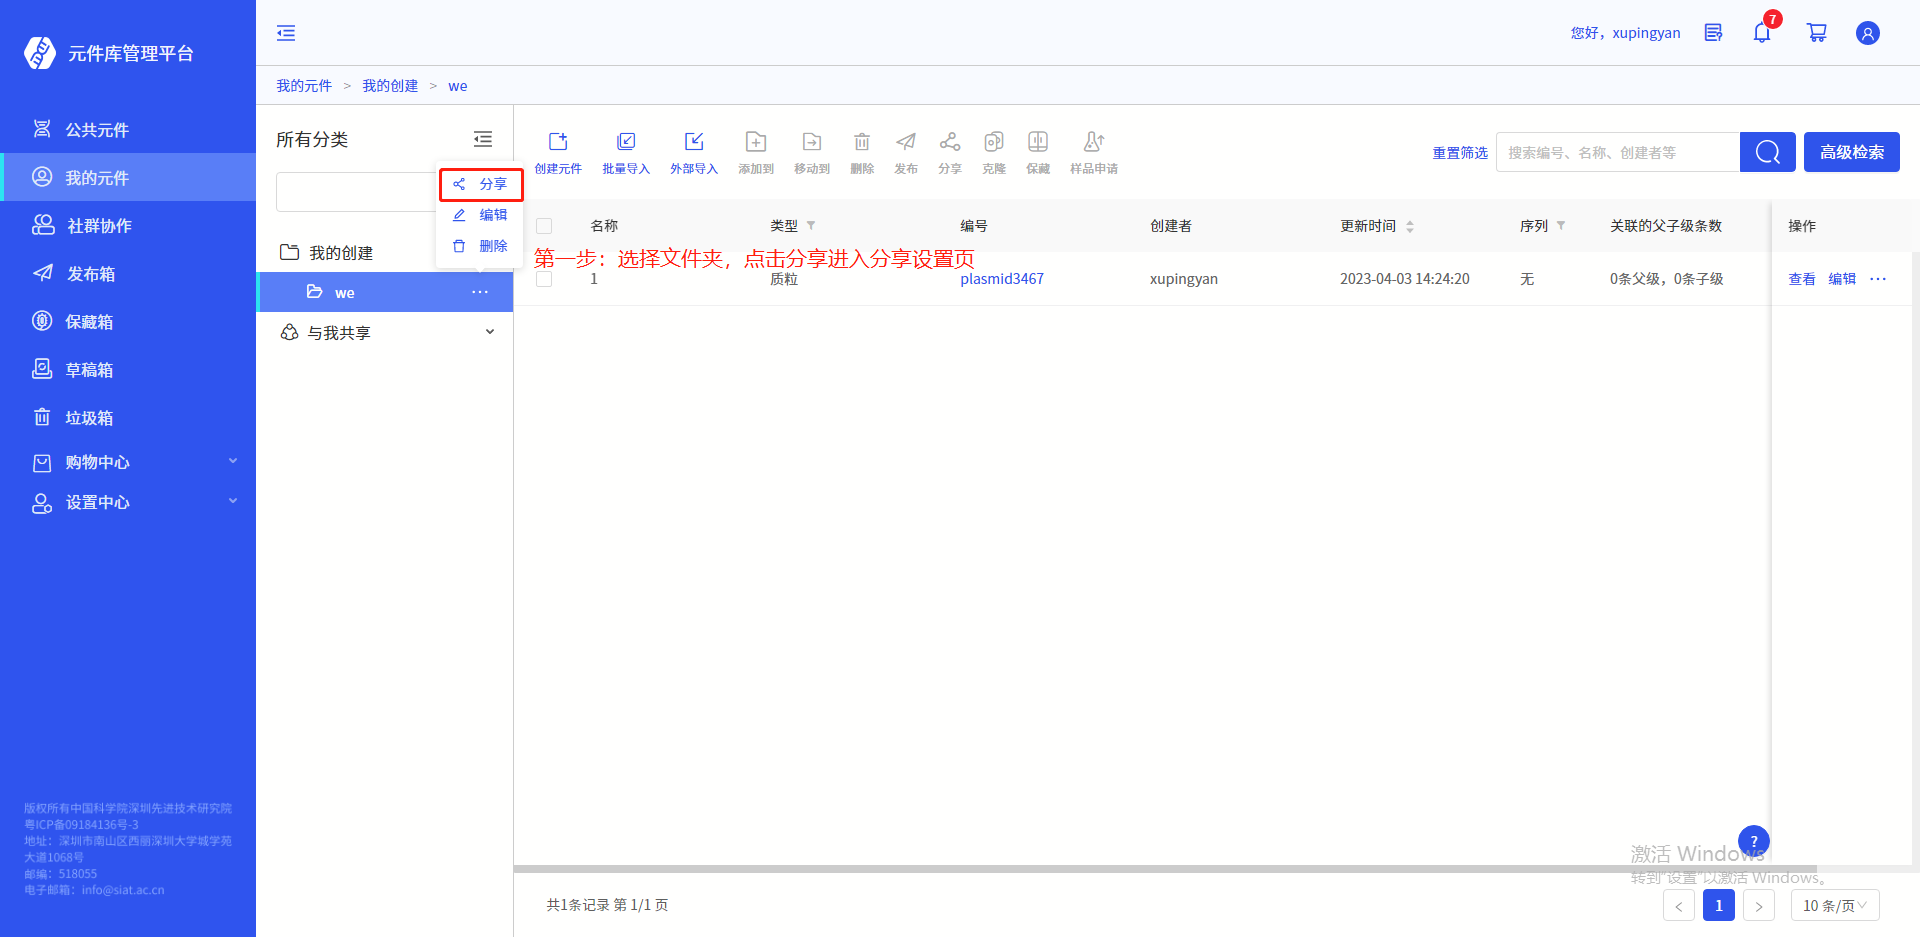 元件库管理平台
公共元件
我的元件
社群协作
发布箱
保藏箱
草稿箱
垃圾箱
购物中心
设置中心
版权所有中国科学院深圳先进技术研究院
粤ICP备09184136号-3
地址：深圳市南山区西丽深圳大学城学苑
大道1068号
邮编：518055
电子邮箱：info@siat.ac.cn
您好，xupingyan
7
我的元件 > 我的创建 > we
所有分类
分享
编辑
删除
我的创建
we
与我共享
创建元件 批量导入 外部导入 添加到 移动到 删除 发布 分享 克隆 保藏 样品申请
重置筛选 搜索编号、名称、创建者等 高级检索
名称 类型 编号 创建者 更新时间 序列 关联的父子级条数 操作
第一步：选择文件夹，点击分享进入分享设置页
1 质粒 plasmid3467 xupingyan 2023-04-03 14:24:20 无 0条父级，0条子级 查看 编辑 ···
?
激活 Windows
转到"设置"以激活 Windows。
共1条记录 第 1/1 页
< 1 > 10 条/页